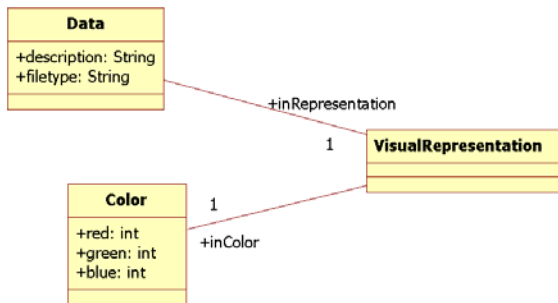 Data
+description: String
+filetype: String
+inRepresentation
1
VisualRepresentation
Color
+red: int
+green: int
+blue: int
1
+inColor